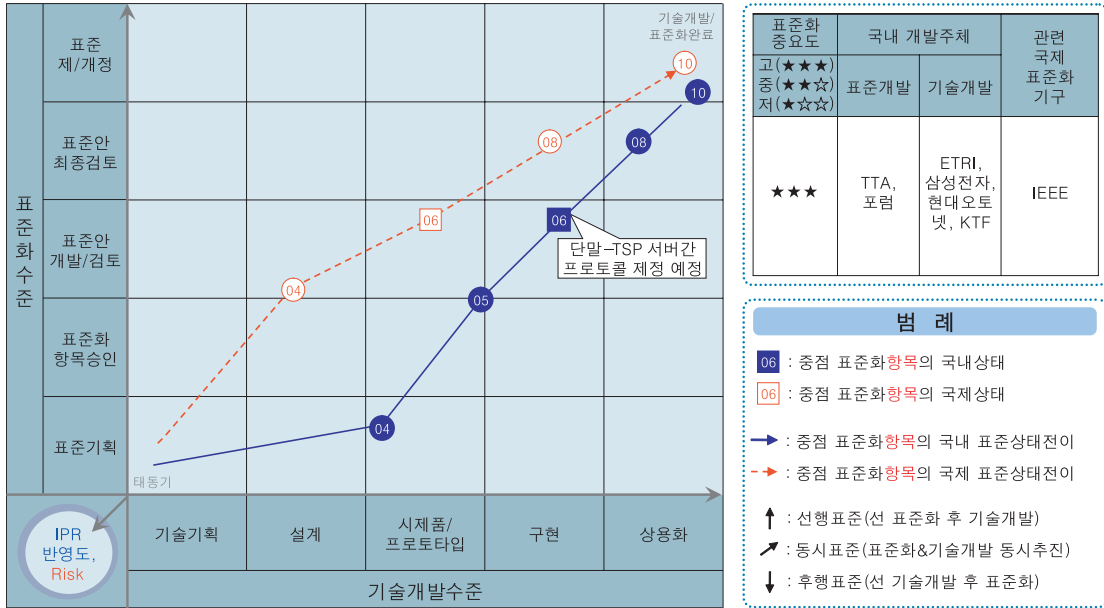 기술개발/
표준화완료
표준
제/개정
표준안
최종검토
표준안
개발/검토
표준화
항목승인
표준기획
표준화수준
10
10
08
08
06
06
단말-TSP 서버간
프로토콜 제정 예정
04
05
04
태동기
IPR
반영도,
Risk
기술기획
설계
시제품/
프로토타입
구현
상용화
기술개발수준
표준화
중요도
고(★★★)
중(★★☆)
저(★☆☆)
국내 개발주체
표준개발
기술개발
관련
국제
표준화
기구
★★★
TTA,
포럼
ETRI,
삼성전자,
현대오토
넷, KTF
IEEE
범 례
06 : 중점 표준화항목의 국내상태
06 : 중점 표준화항목의 국제상태
: 중점 표준화항목의 국내 표준상태전이
: 중점 표준화항목의 국제 표준상태전이
: 선행표준(선 표준화 후 기술개발)
: 동시표준(표준화&기술개발 동시추진)
: 후행표준(선 기술개발 후 표준화)